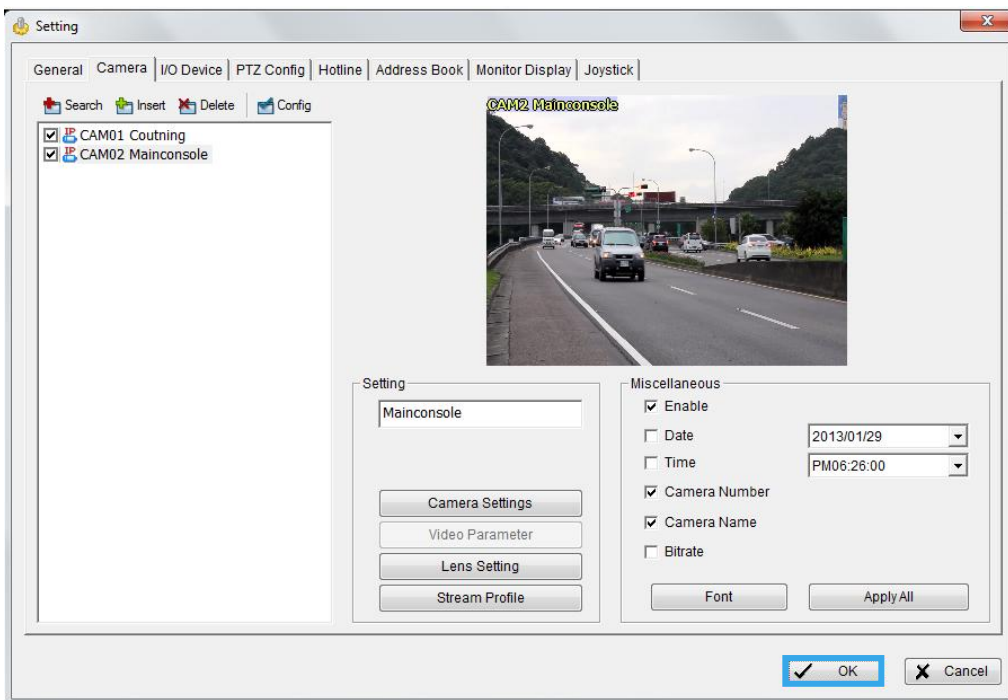 Setting
General Camera I/O Device PTZ Config Hotline Address Book Monitor Display Joystick
Search Insert Delete Config
CAM2 Mainconsole
IP CAM01 Coutning
IP CAM02 Mainconsole
Setting
Mainconsole
Camera Settings
Video Parameter
Lens Setting
Stream Profile
Miscellaneous
Enable
Date 2013/01/29
Time PM06:26:00
Camera Number
Camera Name
Bitrate
Font Apply All
OK Cancel